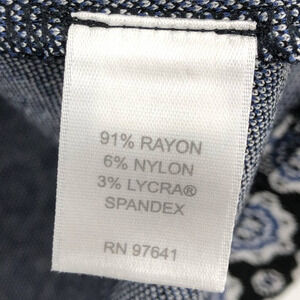 91% RAYON
6% NYLON
3% LYCRA®
SPANDEX
RN 97641